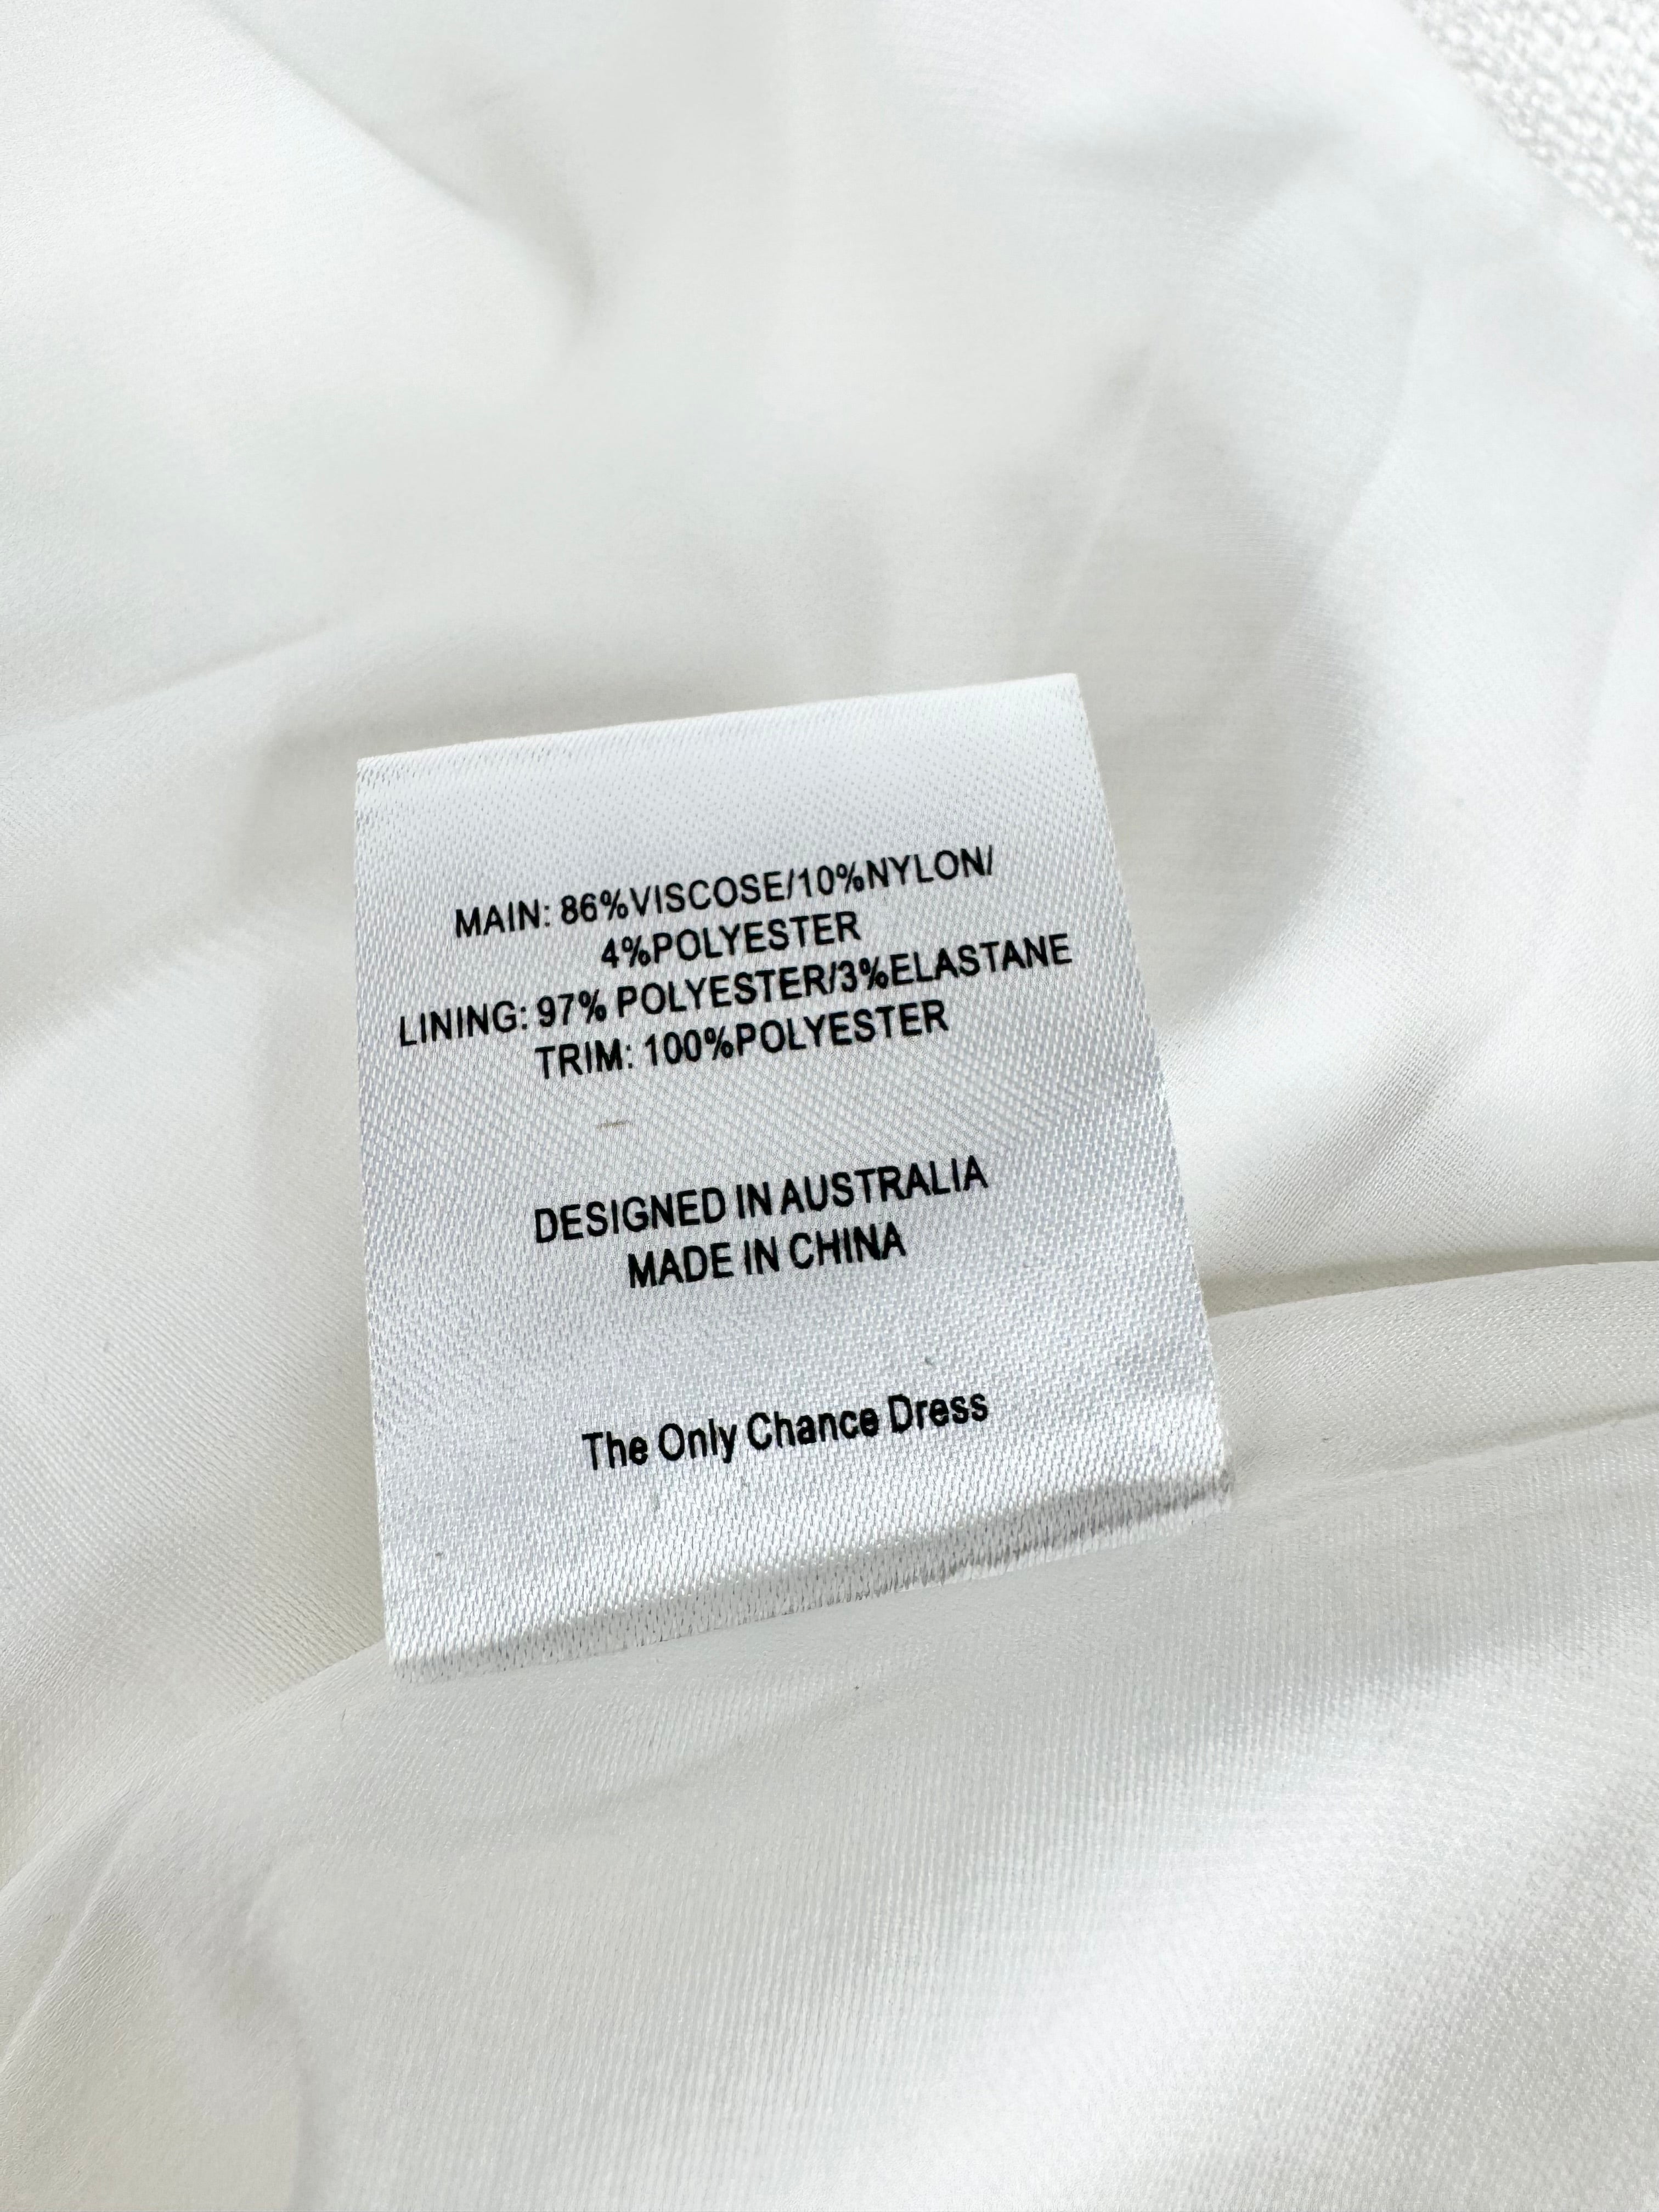 MAIN: 86%VISCOSE/10%NYLON/
4%POLYESTER
LINING: 97% POLYESTER/3%ELASTANE
TRIM: 100%POLYESTER
DESIGNED IN AUSTRALIA
MADE IN CHINA
The Only Chance Dress